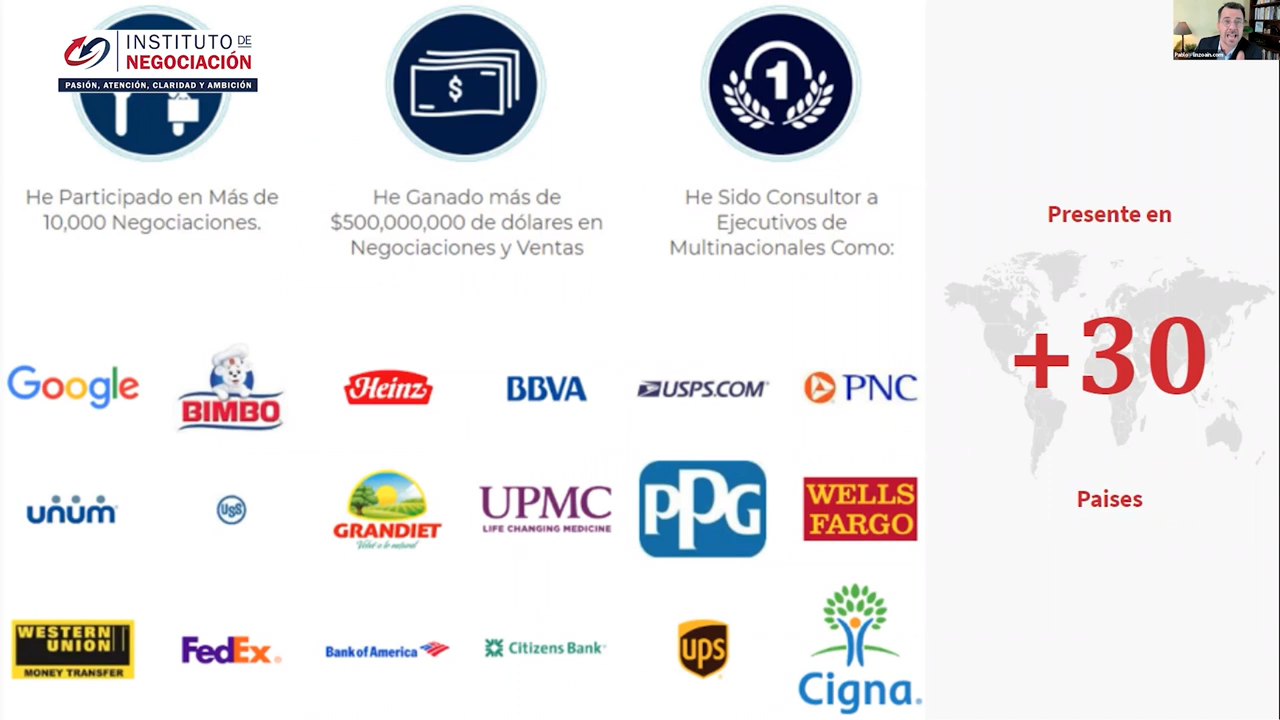 INSTITUTO DE
NEGOCIACIÓN
PASIÓN, ATENCIÓN, CLARIDAD Y AMBICIÓN
$
1
He Participado en Más de
10,000 Negociaciones.
He Ganado más de
$500,000,000 de dólares en
Negociaciones y Ventas
He Sido Consultor a
Ejecutivos de
Multinacionales Como:
Google
BIMBO
Heinz
BBVA
USPS.COM®
PNC
unum
USS
GRANDIET
UPMC
LIFE CHANGING MEDICINE
PPG
WELLS
FARGO
WESTERN
UNION
MONEY TRANSFER
FedEx®
Bank of America
Citizens Bank®
ups
Cigna®
Presente en
+30
Paises